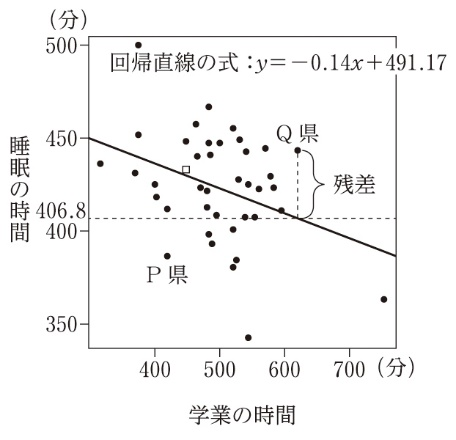 (分)
500
回帰直線の式：y＝－0.14x＋491.17
450
Q県
残差
睡眠の時間
406.8
400
P県
350
400 500 600 700 (分)
学業の時間